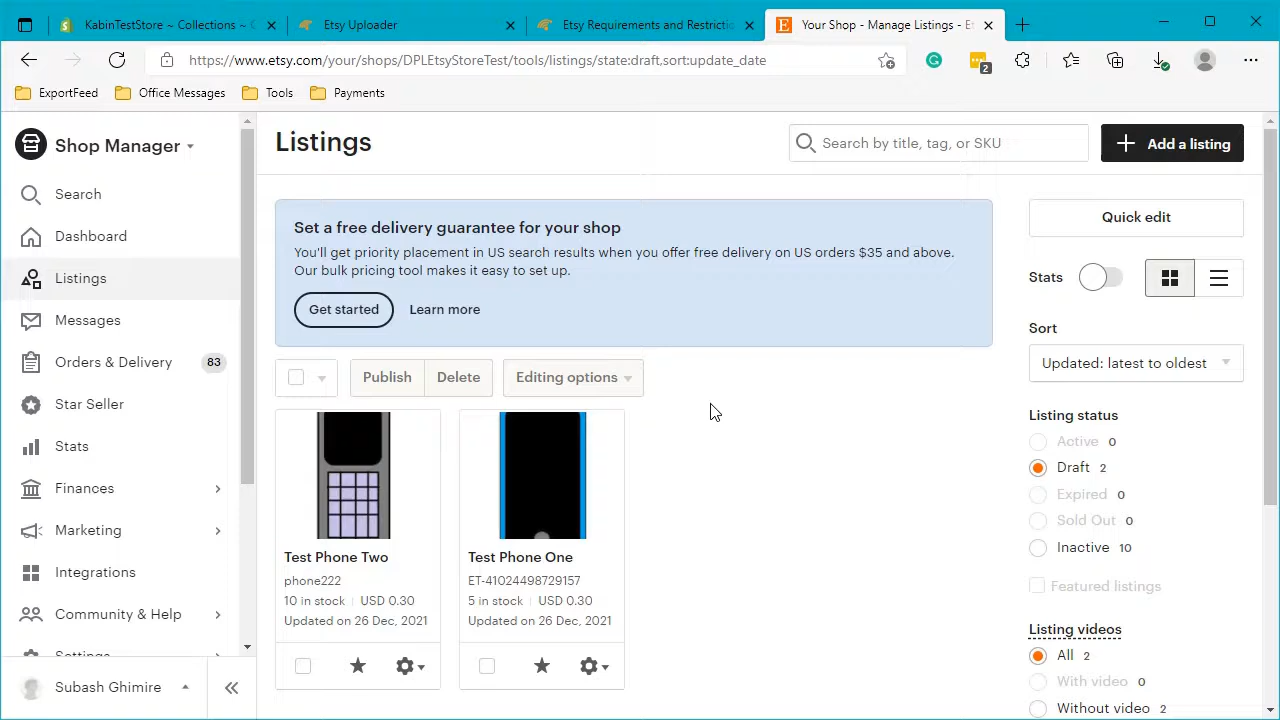 KabinTestStore ~ Collections ~
Etsy Uploader
Etsy Requirements and Restrictio
Your Shop - Manage Listings - Et
https://www.etsy.com/your/shops/DPLEtsyStoreTest/tools/listings/state:draft,sort:update_date
2
ExportFeed
Office Messages
Tools
Payments
Shop Manager
Search
Dashboard
Listings
Messages
Orders & Delivery 83
Star Seller
Stats
Finances
Marketing
Integrations
Community & Help
Settings
Subash Ghimire
Listings
Search by title, tag, or SKU
Add a listing
Set a free delivery guarantee for your shop
You'll get priority placement in US search results when you offer free delivery on US orders $35 and above.
Our bulk pricing tool makes it easy to set up.
Get started
Learn more
Publish
Delete
Editing options
Test Phone Two
phone222
10 in stock USD 0.30
Updated on 26 Dec, 2021
Test Phone One
ET-41024498729157
5 in stock USD 0.30
Updated on 26 Dec, 2021
Quick edit
Stats
Sort
Updated: latest to oldest
Listing status
Active 0
Draft 2
Expired 0
Sold Out 0
Inactive 10
Featured listings
Listing videos
All 2
With video 0
Without video 2